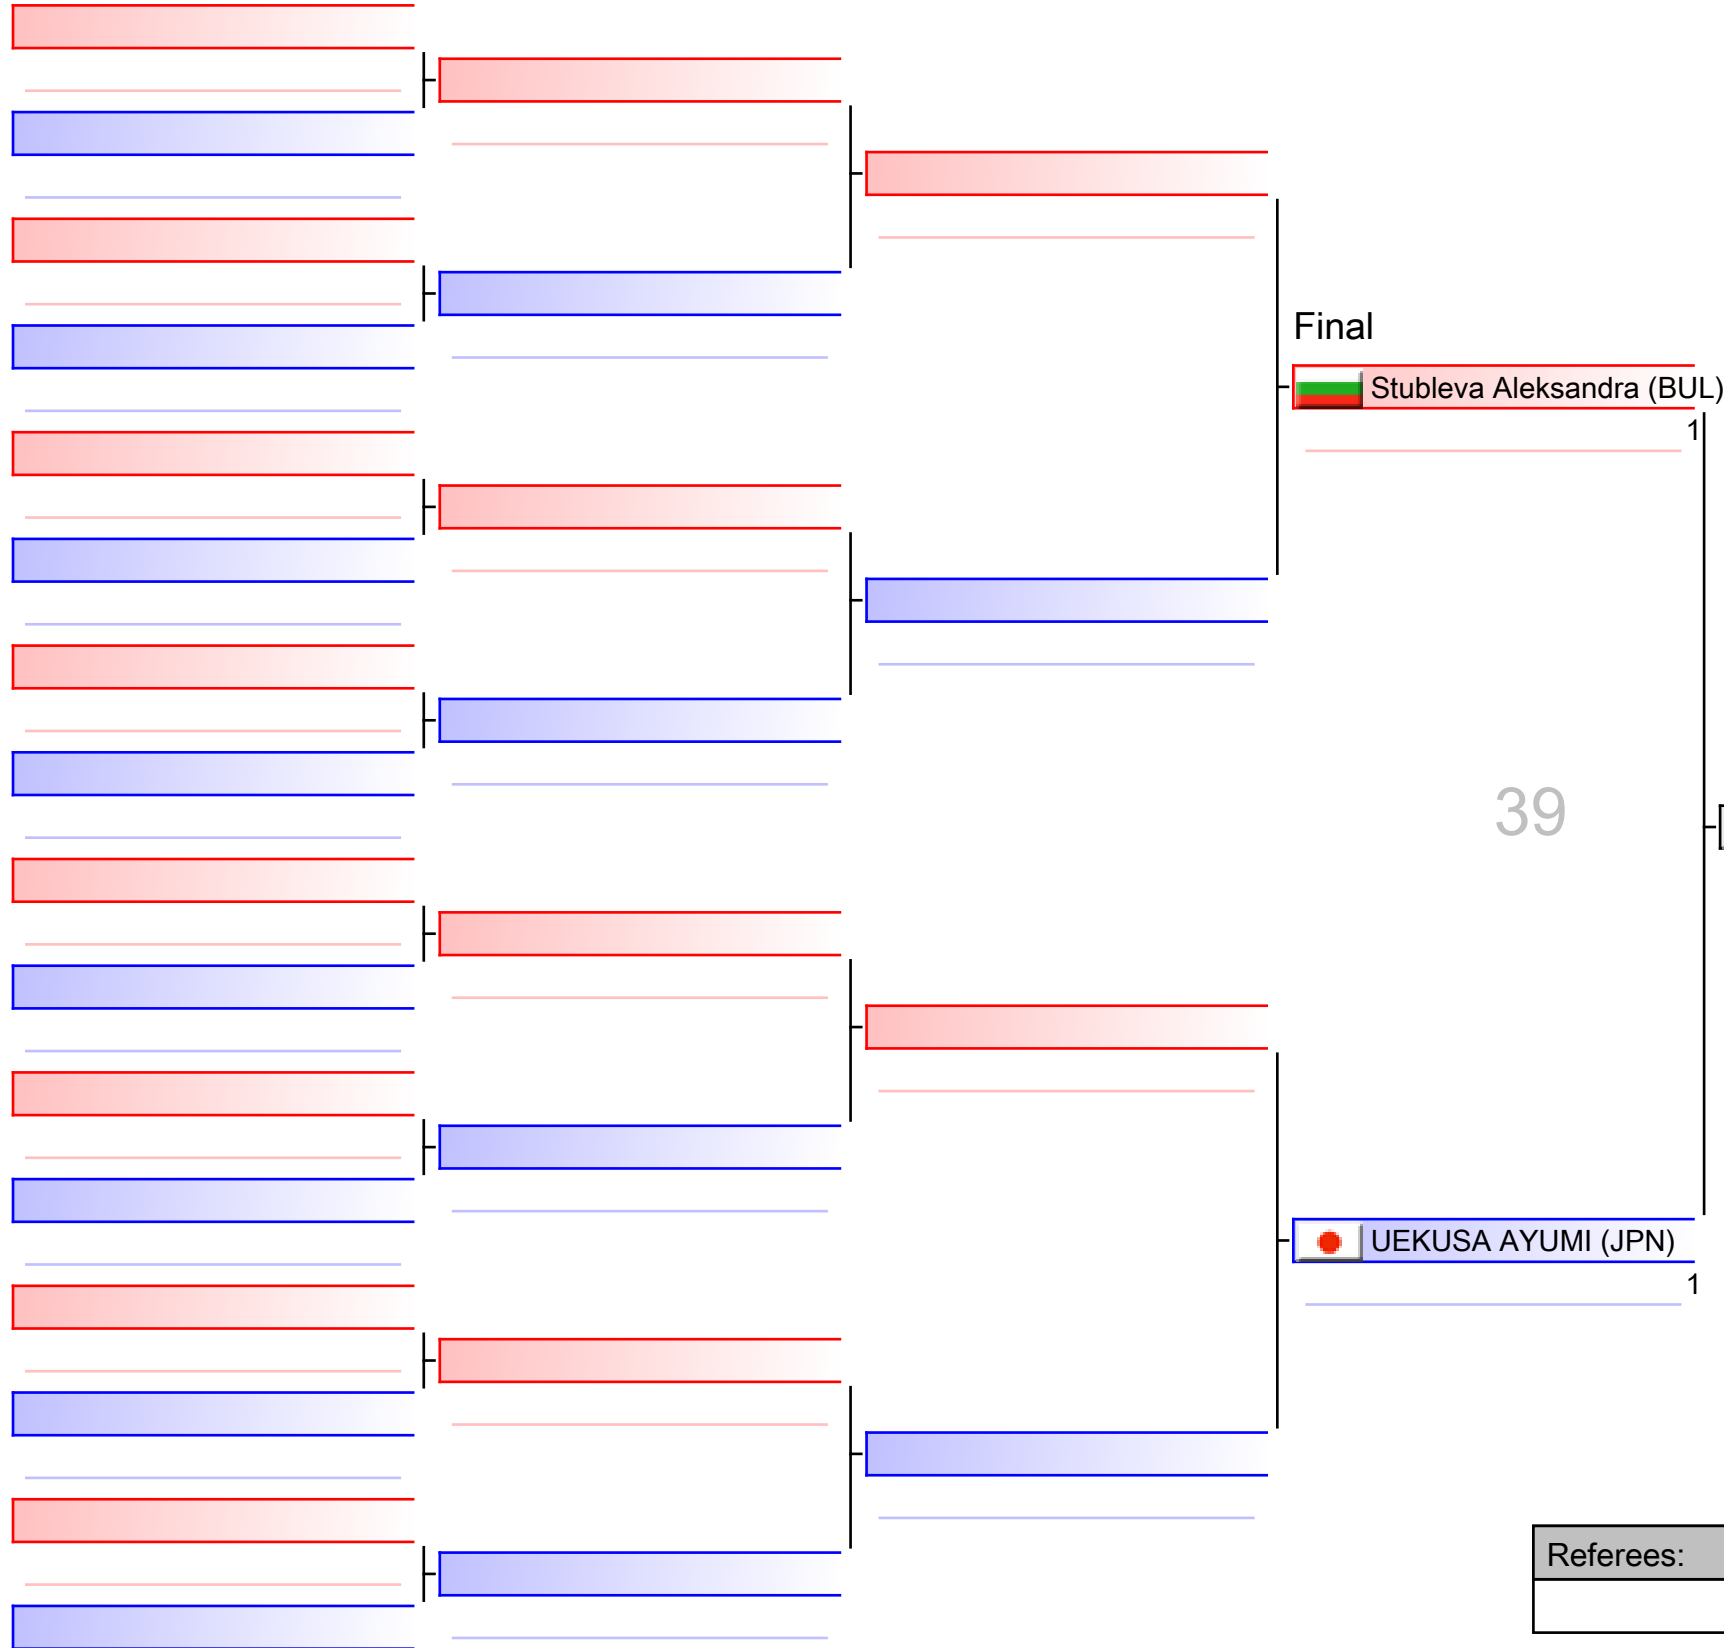 Final
Stubleva Aleksandra (BUL)
1
39
UEKUSA AYUMI (JPN)
1
Referees: